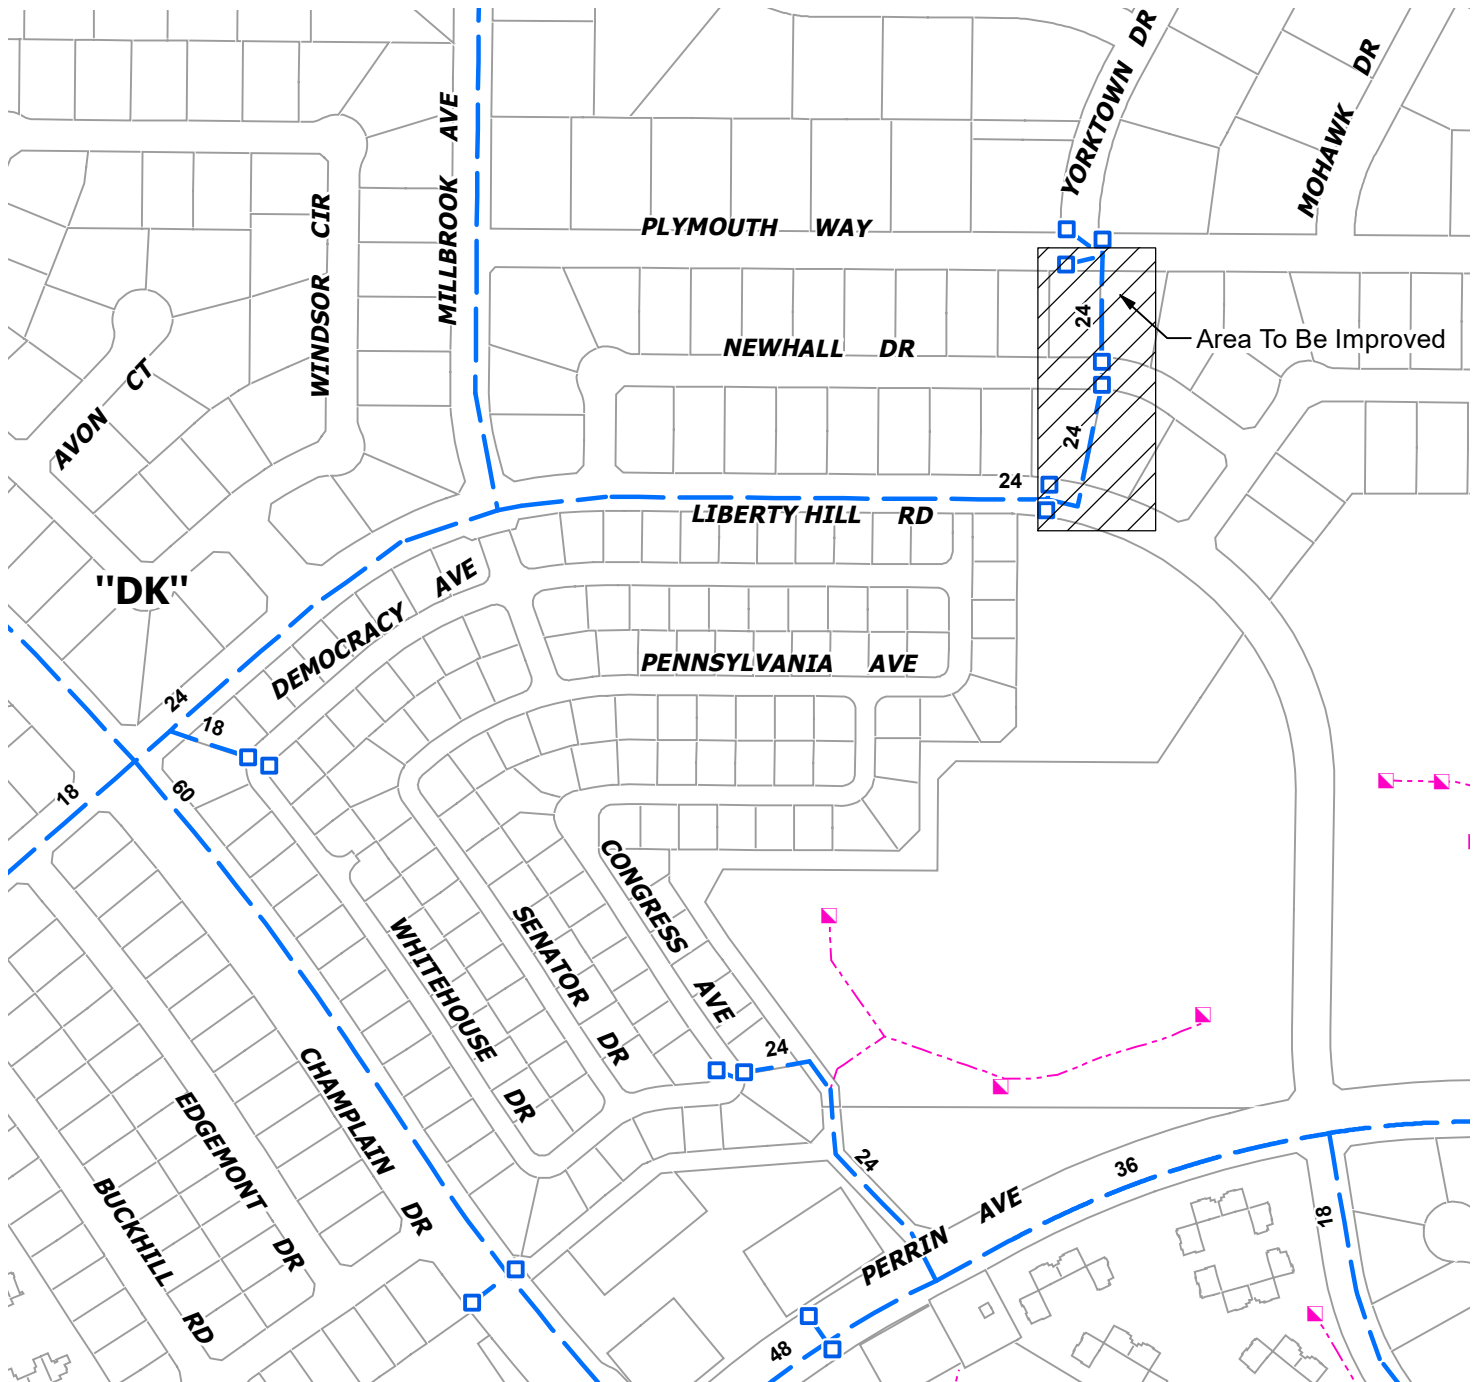 YORKTOWN DR
MOHAWK DR
MILLBROOK AVE
WINDSOR CIR
PLYMOUTH WAY
24
Area To Be Improved
NEWHALL DR
AVON CT
24
24
LIBERTY HILL RD
"DK"
DEMOCRACY AVE
PENNSYLVANIA AVE
24
18
18
60
CONGRESS AVE
SENATOR DR
WHITEHOUSE DR
24
CHAMPLAIN DR
EDGEMONT DR
BUCKHILL RD
24
36
PERRIN AVE
18
48